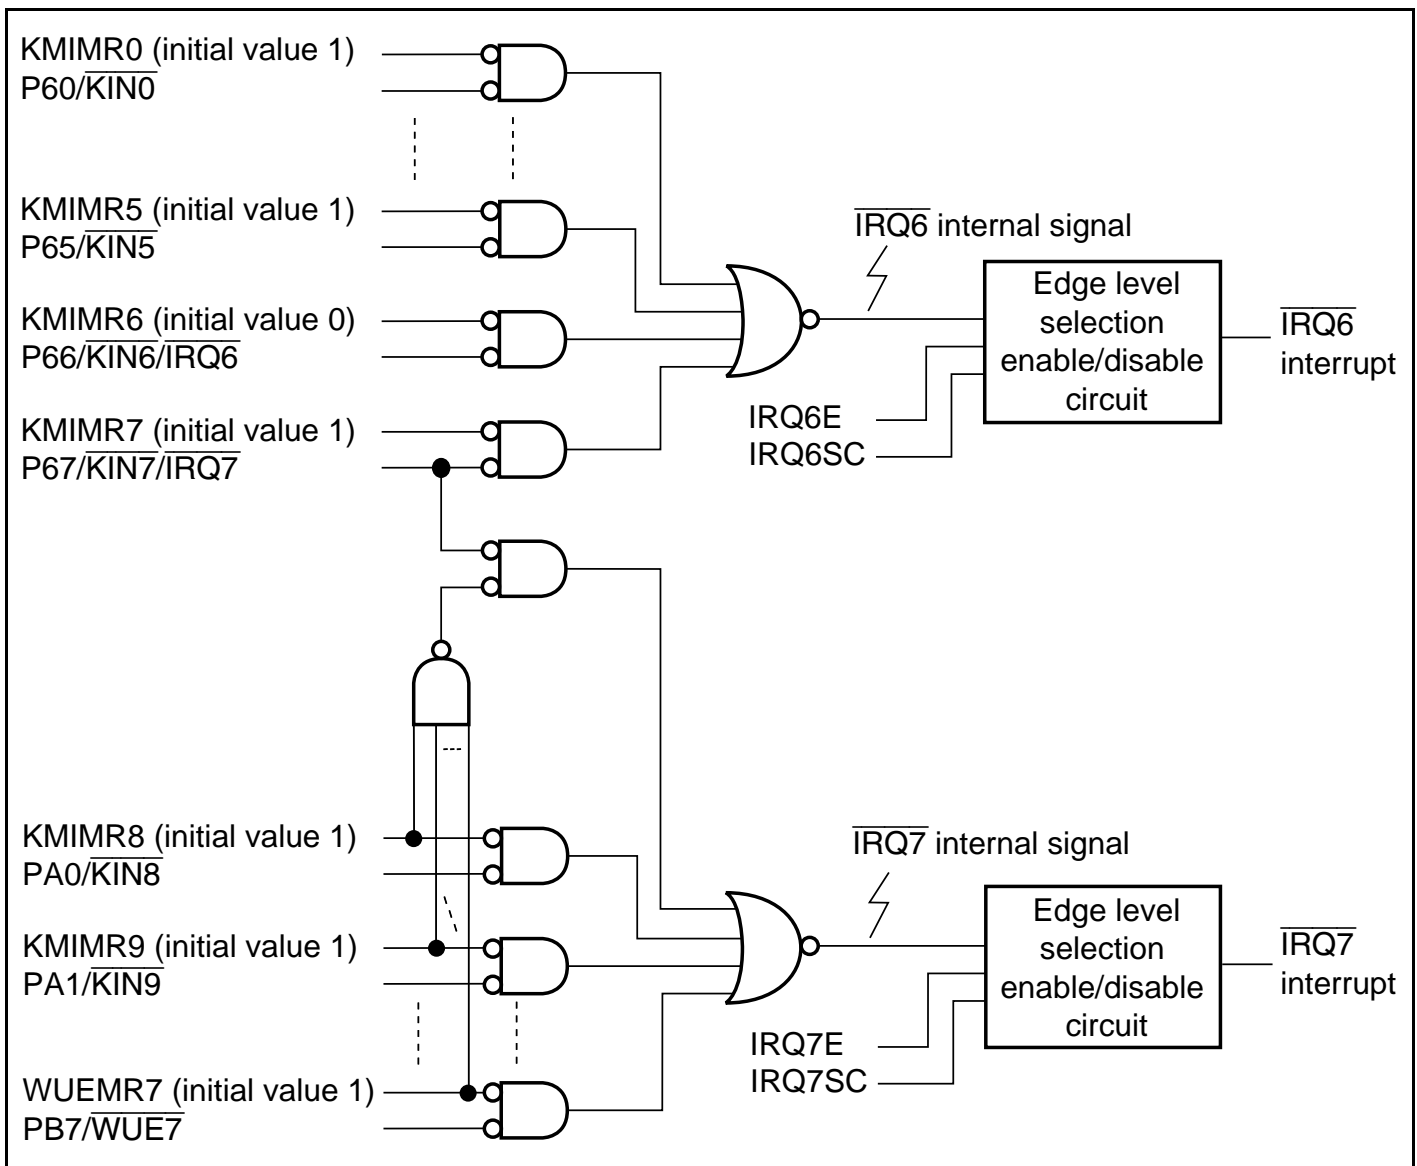 KMIMR0 (initial value 1)
P60/KIN0
KMIMR5 (initial value 1)
P65/KIN5
KMIMR6 (initial value 0)
P66/KIN6/IRQ6
KMIMR7 (initial value 1)
P67/KIN7/IRQ7
IRQ6 internal signal
Edge level
selection
enable/disable
circuit
IRQ6E
IRQ6SC
IRQ6
interrupt
KMIMR8 (initial value 1)
PA0/KIN8
KMIMR9 (initial value 1)
PA1/KIN9
WUEMR7 (initial value 1)
PB7/WUE7
IRQ7 internal signal
Edge level
selection
enable/disable
circuit
IRQ7E
IRQ7SC
IRQ7
interrupt